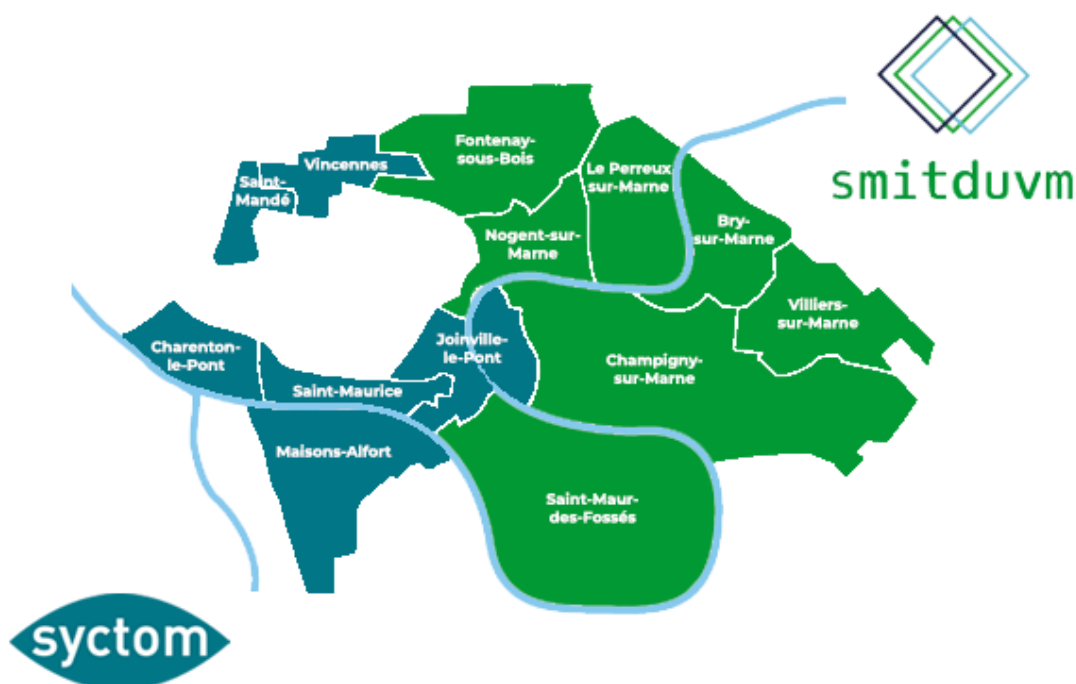 smitduvm
Fontenay-
sous-Bois
Vincennes
Le Perreux
sur-Marne
Saint-
Mandé
Bry-
sur-Marne
Nogent-sur-
Marne
Villiers-
sur-Marne
Joinville-
le-Pont
Charenton-
le-Pont
Champigny-
sur-Marne
Saint-Maurice
Maisons-Alfort
Saint-Maur-
des-Fossés
syctom